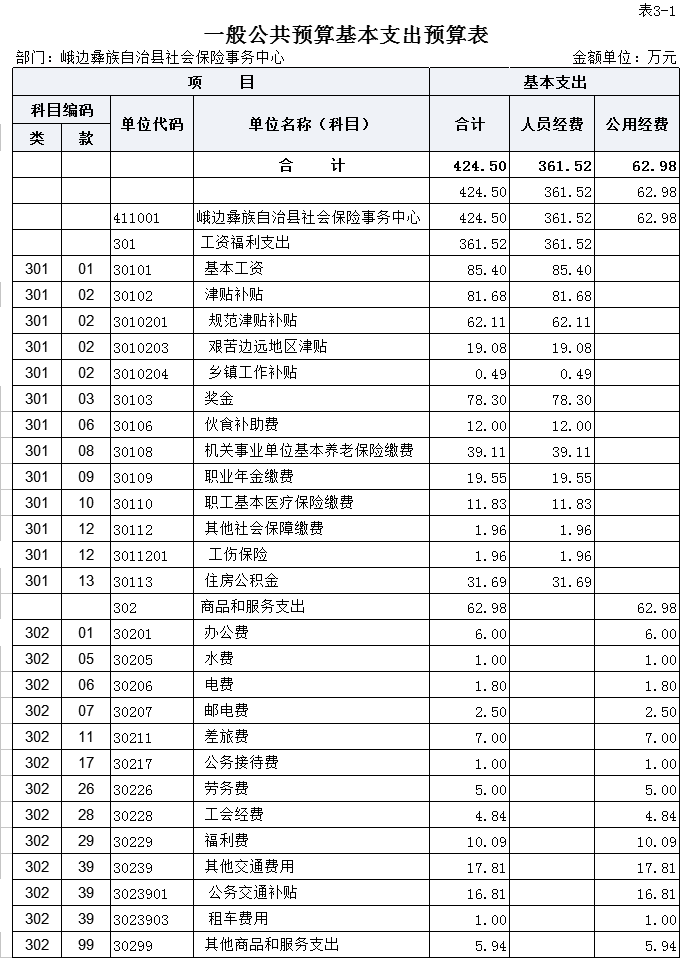 表3-1
一般公共预算基本支出预算表
部门：峨边彝族自治县社会保险事务中心 金额单位：万元
项 目 基本支出
科目编码 单位代码 单位名称（科目） 合计 人员经费 公用经费
类 款
合 计 424.50 361.52 62.98
424.50 361.52 62.98
411001 峨边彝族自治县社会保险事务中心 424.50 361.52 62.98
301 工资福利支出 361.52 361.52
301 01 30101 基本工资 85.40 85.40
301 02 30102 津贴补贴 81.68 81.68
301 02 3010201 规范津贴补贴 62.11 62.11
301 02 3010203 艰苦边远地区津贴 19.08 19.08
301 02 3010204 乡镇工作补贴 0.49 0.49
301 03 30103 奖金 78.30 78.30
301 06 30106 伙食补助费 12.00 12.00
301 08 30108 机关事业单位基本养老保险缴费 39.11 39.11
301 09 30109 职业年金缴费 19.55 19.55
301 10 30110 职工基本医疗保险缴费 11.83 11.83
301 12 30112 其他社会保障缴费 1.96 1.96
301 12 3011201 工伤保险 1.96 1.96
301 13 30113 住房公积金 31.69 31.69
302 商品和服务支出 62.98 62.98
302 01 30201 办公费 6.00 6.00
302 05 30205 水费 1.00 1.00
302 06 30206 电费 1.80 1.80
302 07 30207 邮电费 2.50 2.50
302 11 30211 差旅费 7.00 7.00
302 17 30217 公务接待费 1.00 1.00
302 26 30226 劳务费 5.00 5.00
302 28 30228 工会经费 4.84 4.84
302 29 30229 福利费 10.09 10.09
302 39 30239 其他交通费用 17.81 17.81
302 39 3023901 公务交通补贴 16.81 16.81
302 39 3023903 租车费用 1.00 1.00
302 99 30299 其他商品和服务支出 5.94 5.94